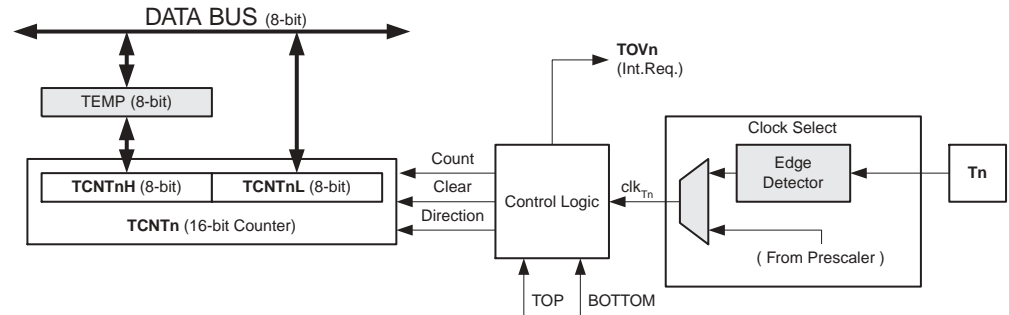 DATA BUS (8-bit)
TOVn
(Int.Req.)
TEMP (8-bit)
Clock Select
Count
Edge
Detector
TCNTnH (8-bit) TCNTnL (8-bit)
Clear
Control Logic
clkTn
Tn
TCNTn (16-bit Counter)
Direction
( From Prescaler )
TOP BOTTOM